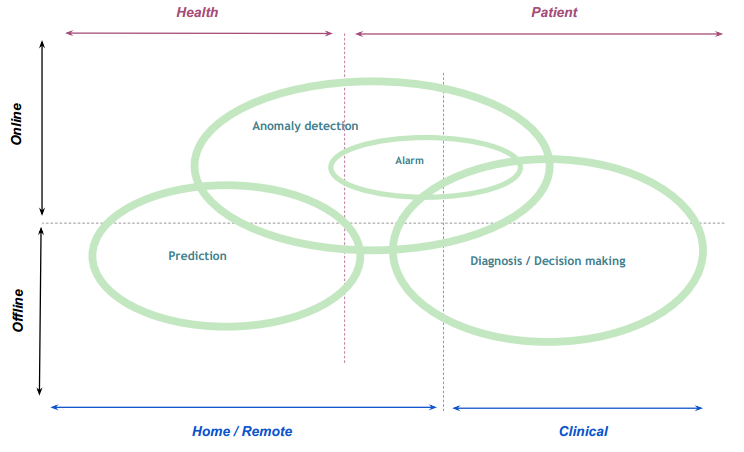 Health
Patient
Online
Anomaly detection
Alarm
Prediction
Diagnosis / Decision making
Offline
Home / Remote
Clinical